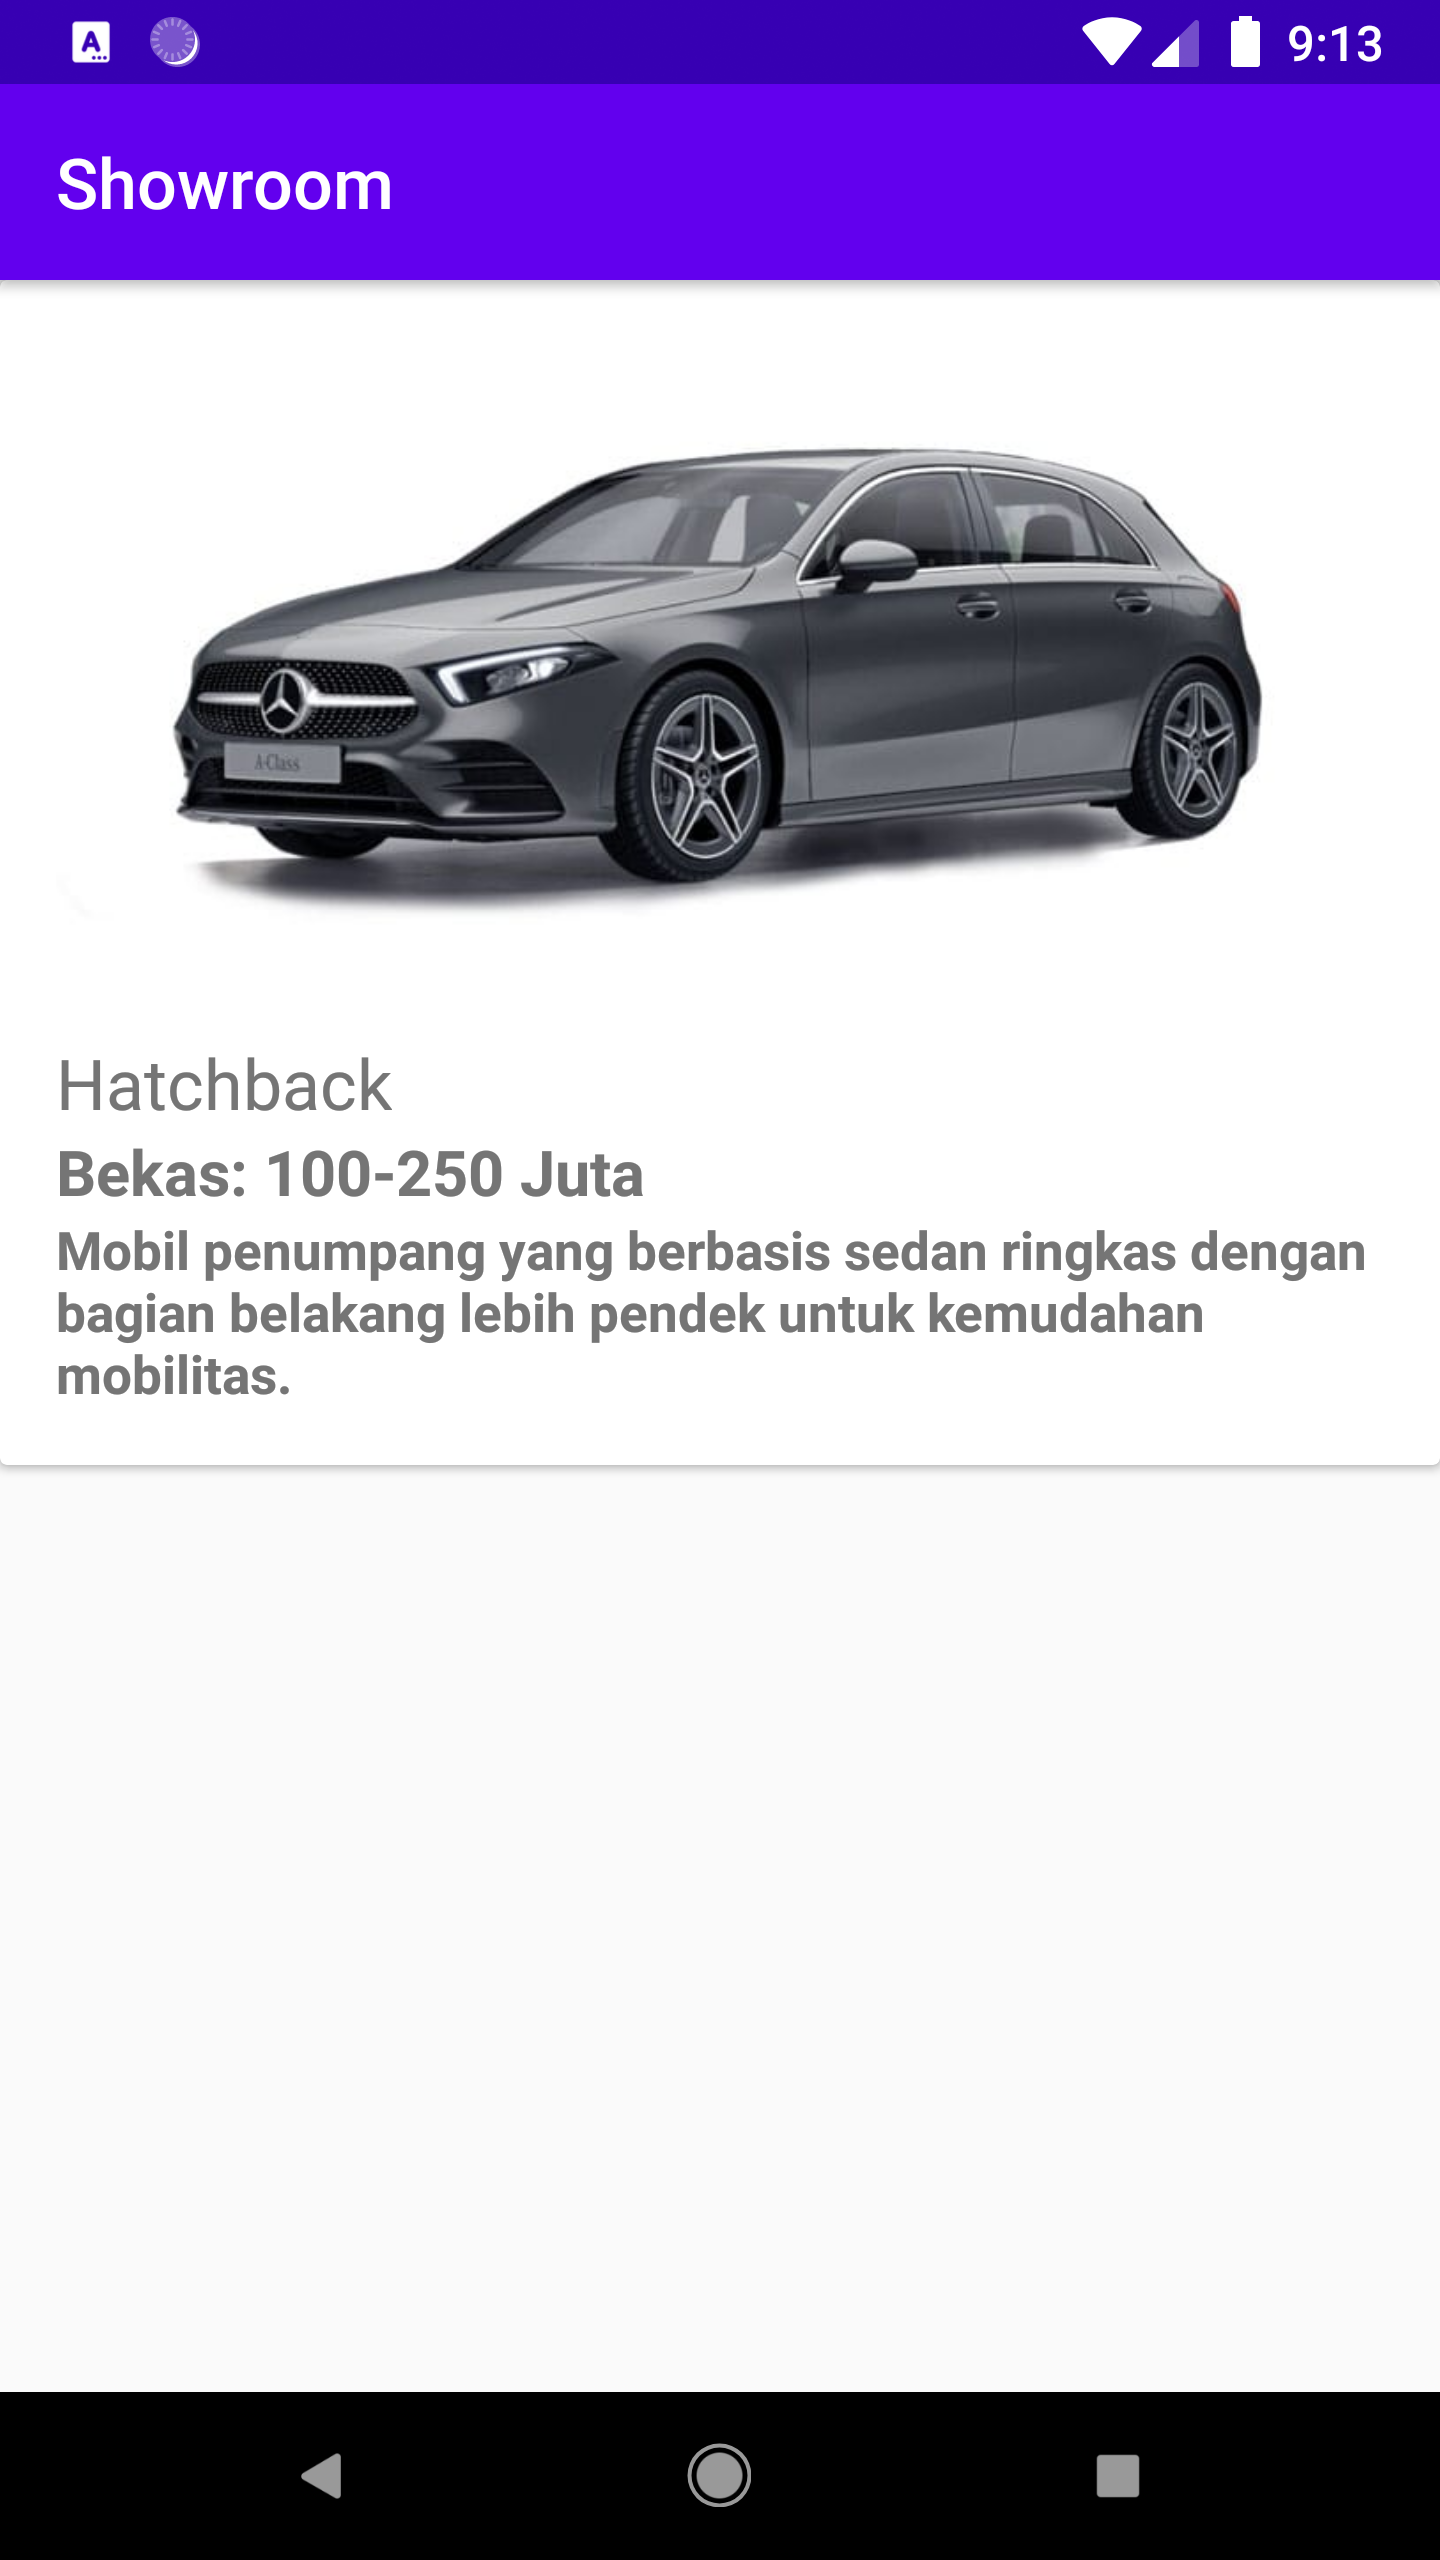 9:13
Showroom
A-Class
Hatchback
Bekas: 100-250 Juta
Mobil penumpang yang berbasis sedan ringkas dengan
bagian belakang lebih pendek untuk kemudahan
mobilitas.